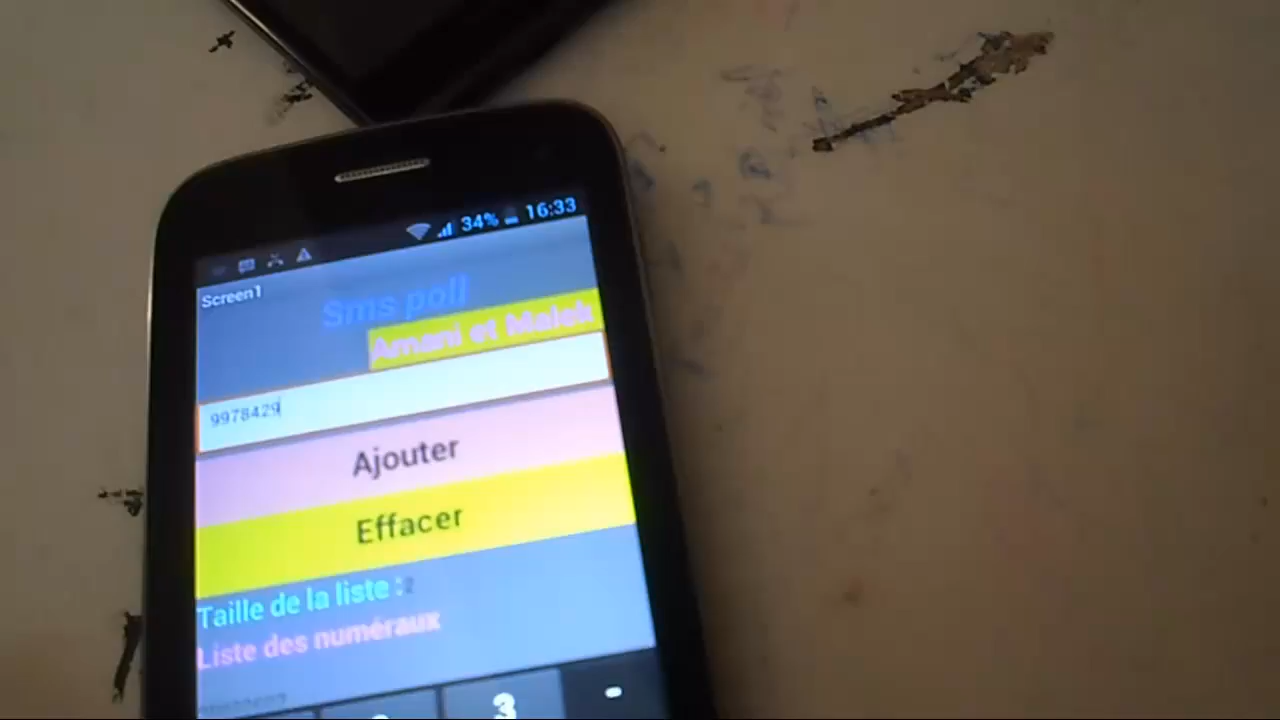 34% 16:33
Screen1
Sms poll
Amani et Malek
9978429
Ajouter
Effacer
Taille de la liste : 2
Liste des numéraux
3
-